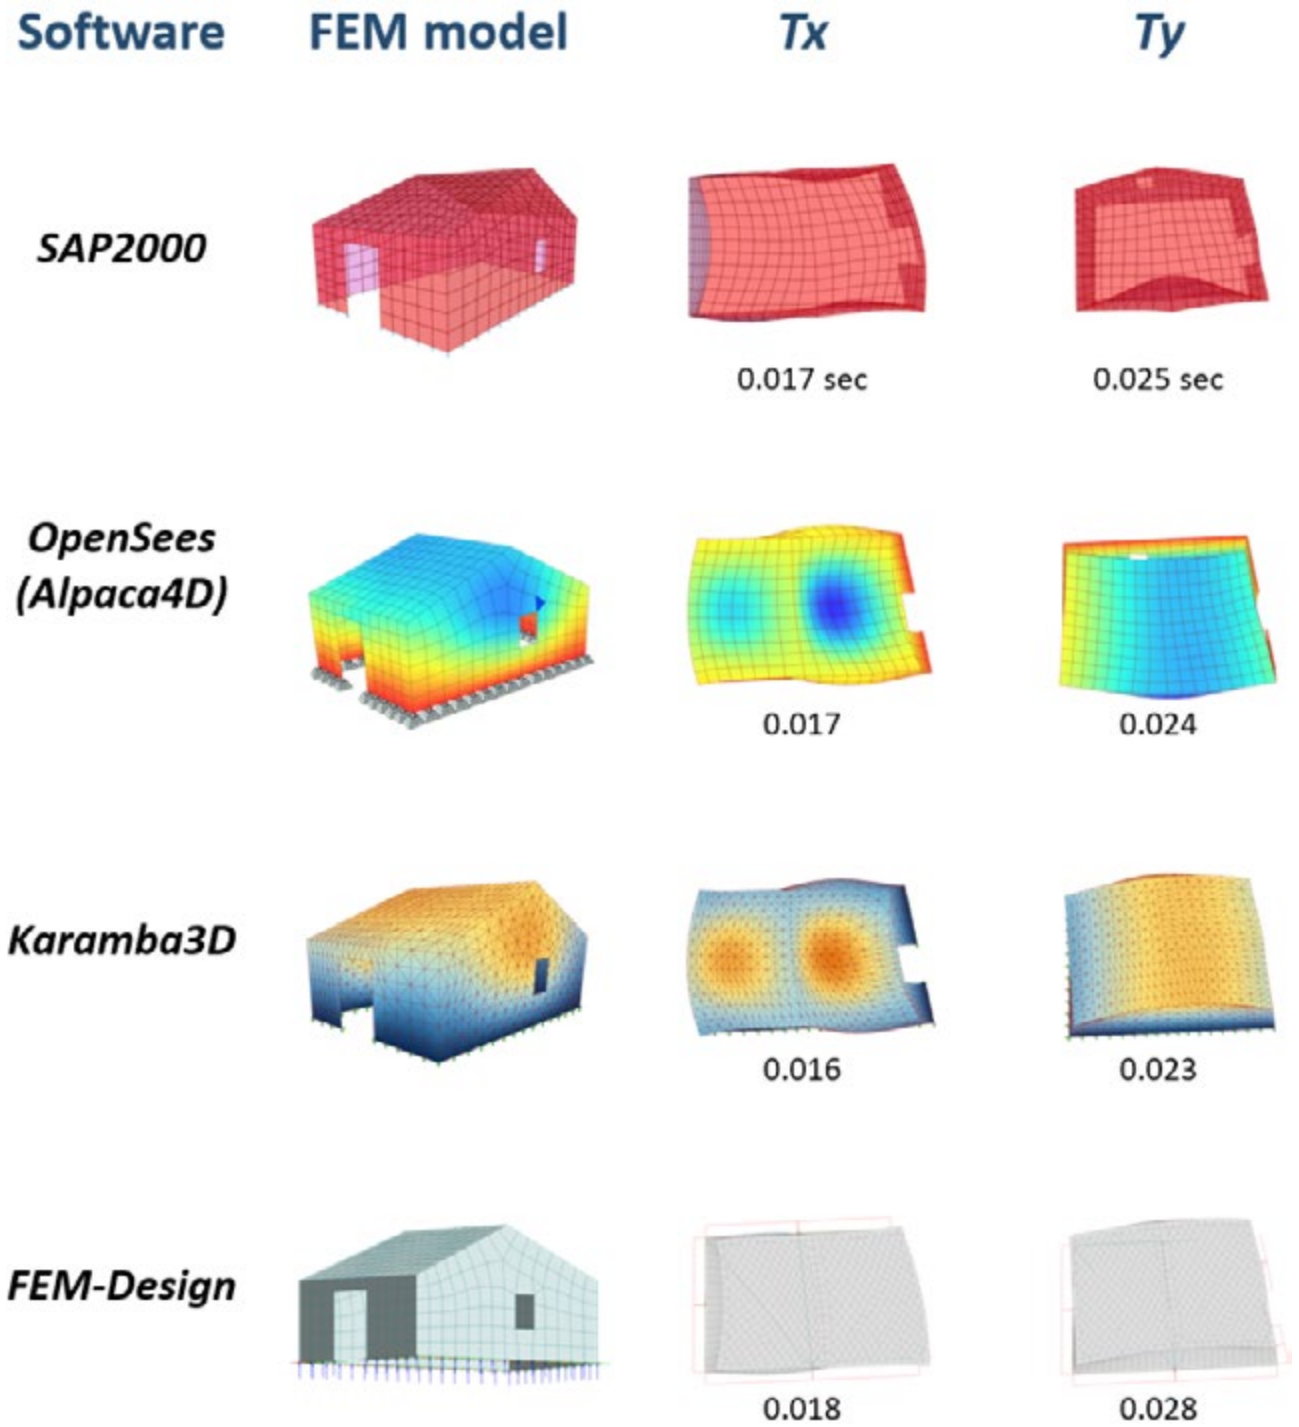 Software FEM model Tx Ty
SAP2000
0.017 sec 0.025 sec
OpenSees
(Alpaca4D)
0.017 0.024
Karamba3D
0.016 0.023
FEM-Design
0.018 0.028